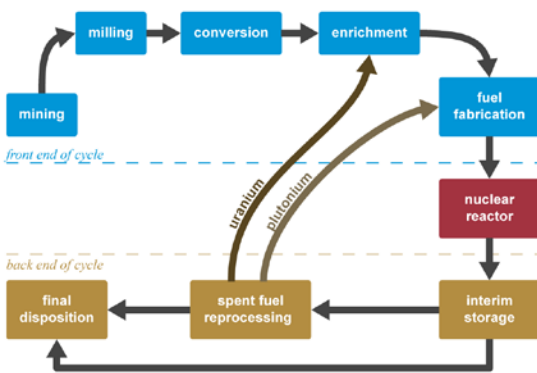 milling
conversion
enrichment
mining
fuel
fabrication
front end of cycle
uranium
plutonium
nuclear
reactor
back end of cycle
final
disposition
spent fuel
reprocessing
interim
storage